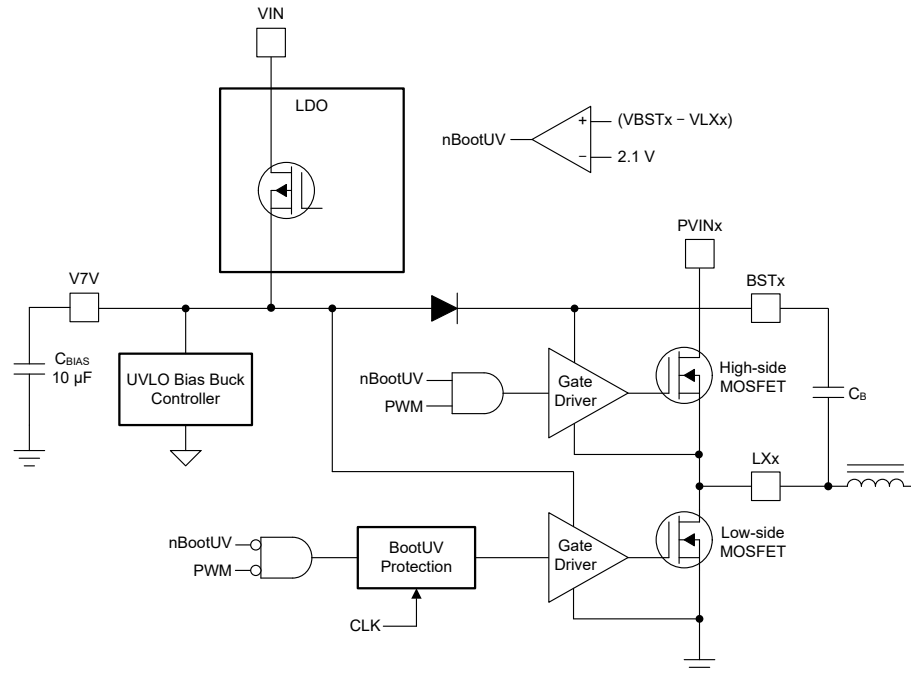 VIN
LDO
nBootUV
+
(VBSTx − VLXx)
−
2.1 V
PVINx
V7V
BSTx
CBIAS
10 µF
UVLO Bias Buck
Controller
nBootUV
PWM
Gate
Driver
High-side
MOSFET
CB
LXx
nBootUV
PWM
BootUV
Protection
Gate
Driver
Low-side
MOSFET
CLK